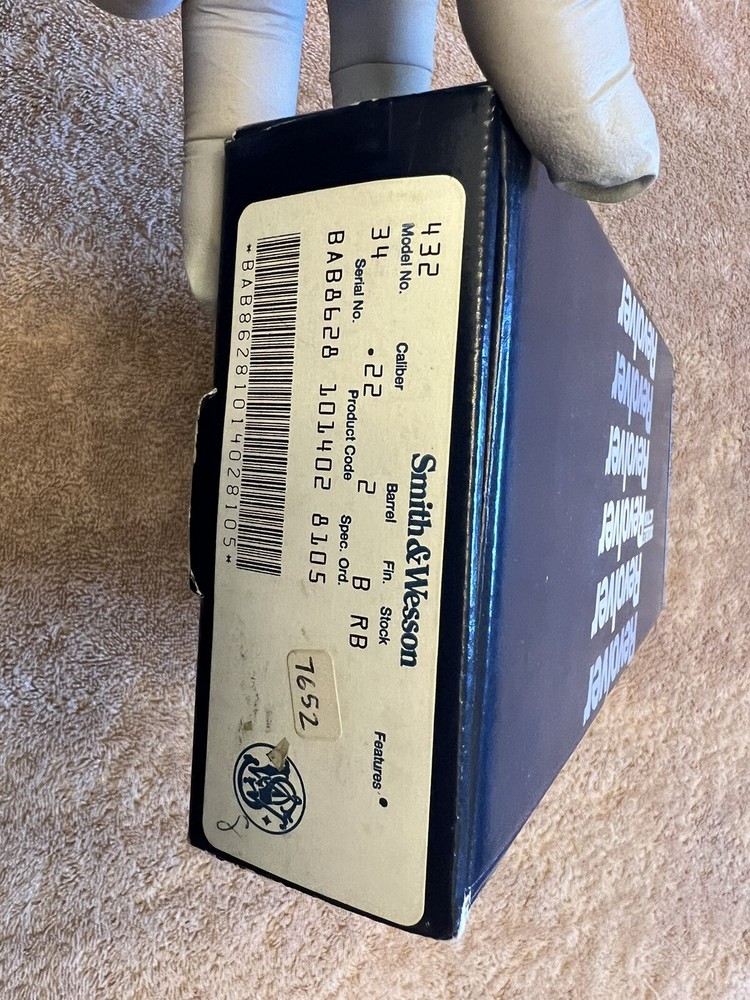 432
Smith & Wesson
Model No. Caliber Barrel Fin. Stock Features
34 .22 2 B RB
Serial No. Product Code Spec. Ord.
BAB8628 101402 8105
*BAB86281014028105*
7652
Revolver
Revolver
Revolver
Revolver
Revolver
Revolver